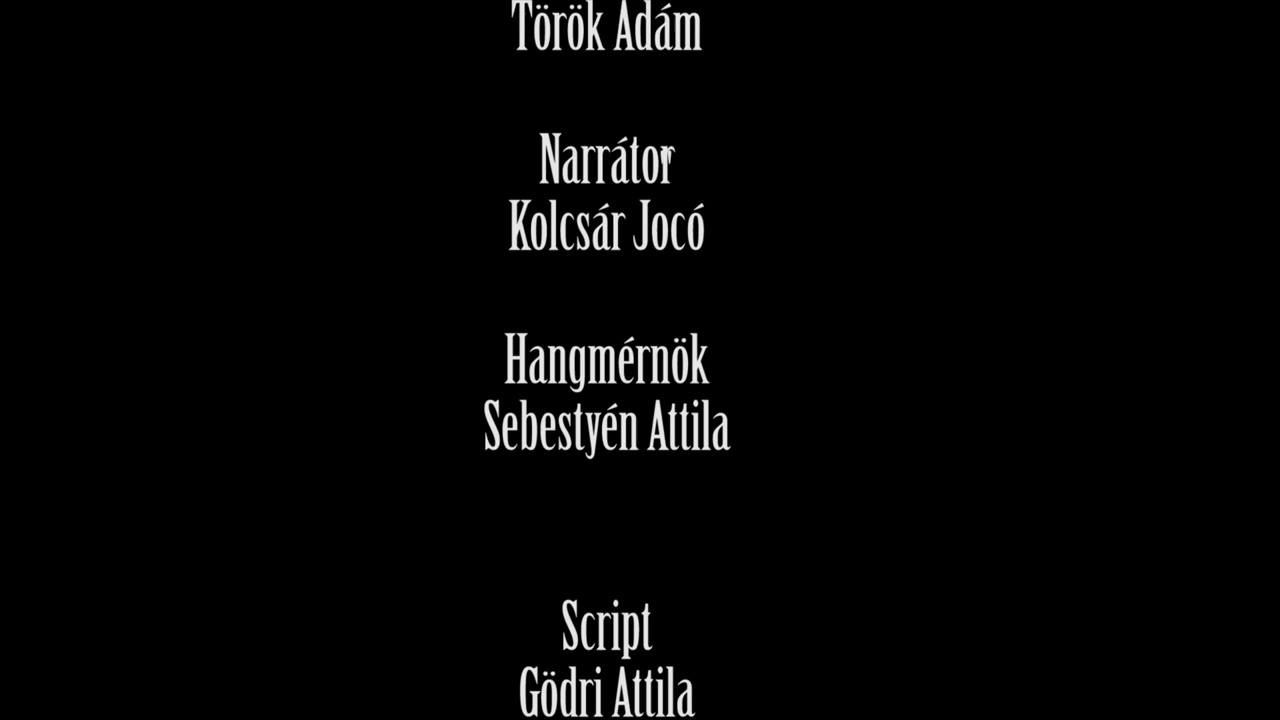 Török Adám
Narrátor
Kolcsár Jocó
Hangmérnök
Sebestyén Attila
Script
Gödri Attila